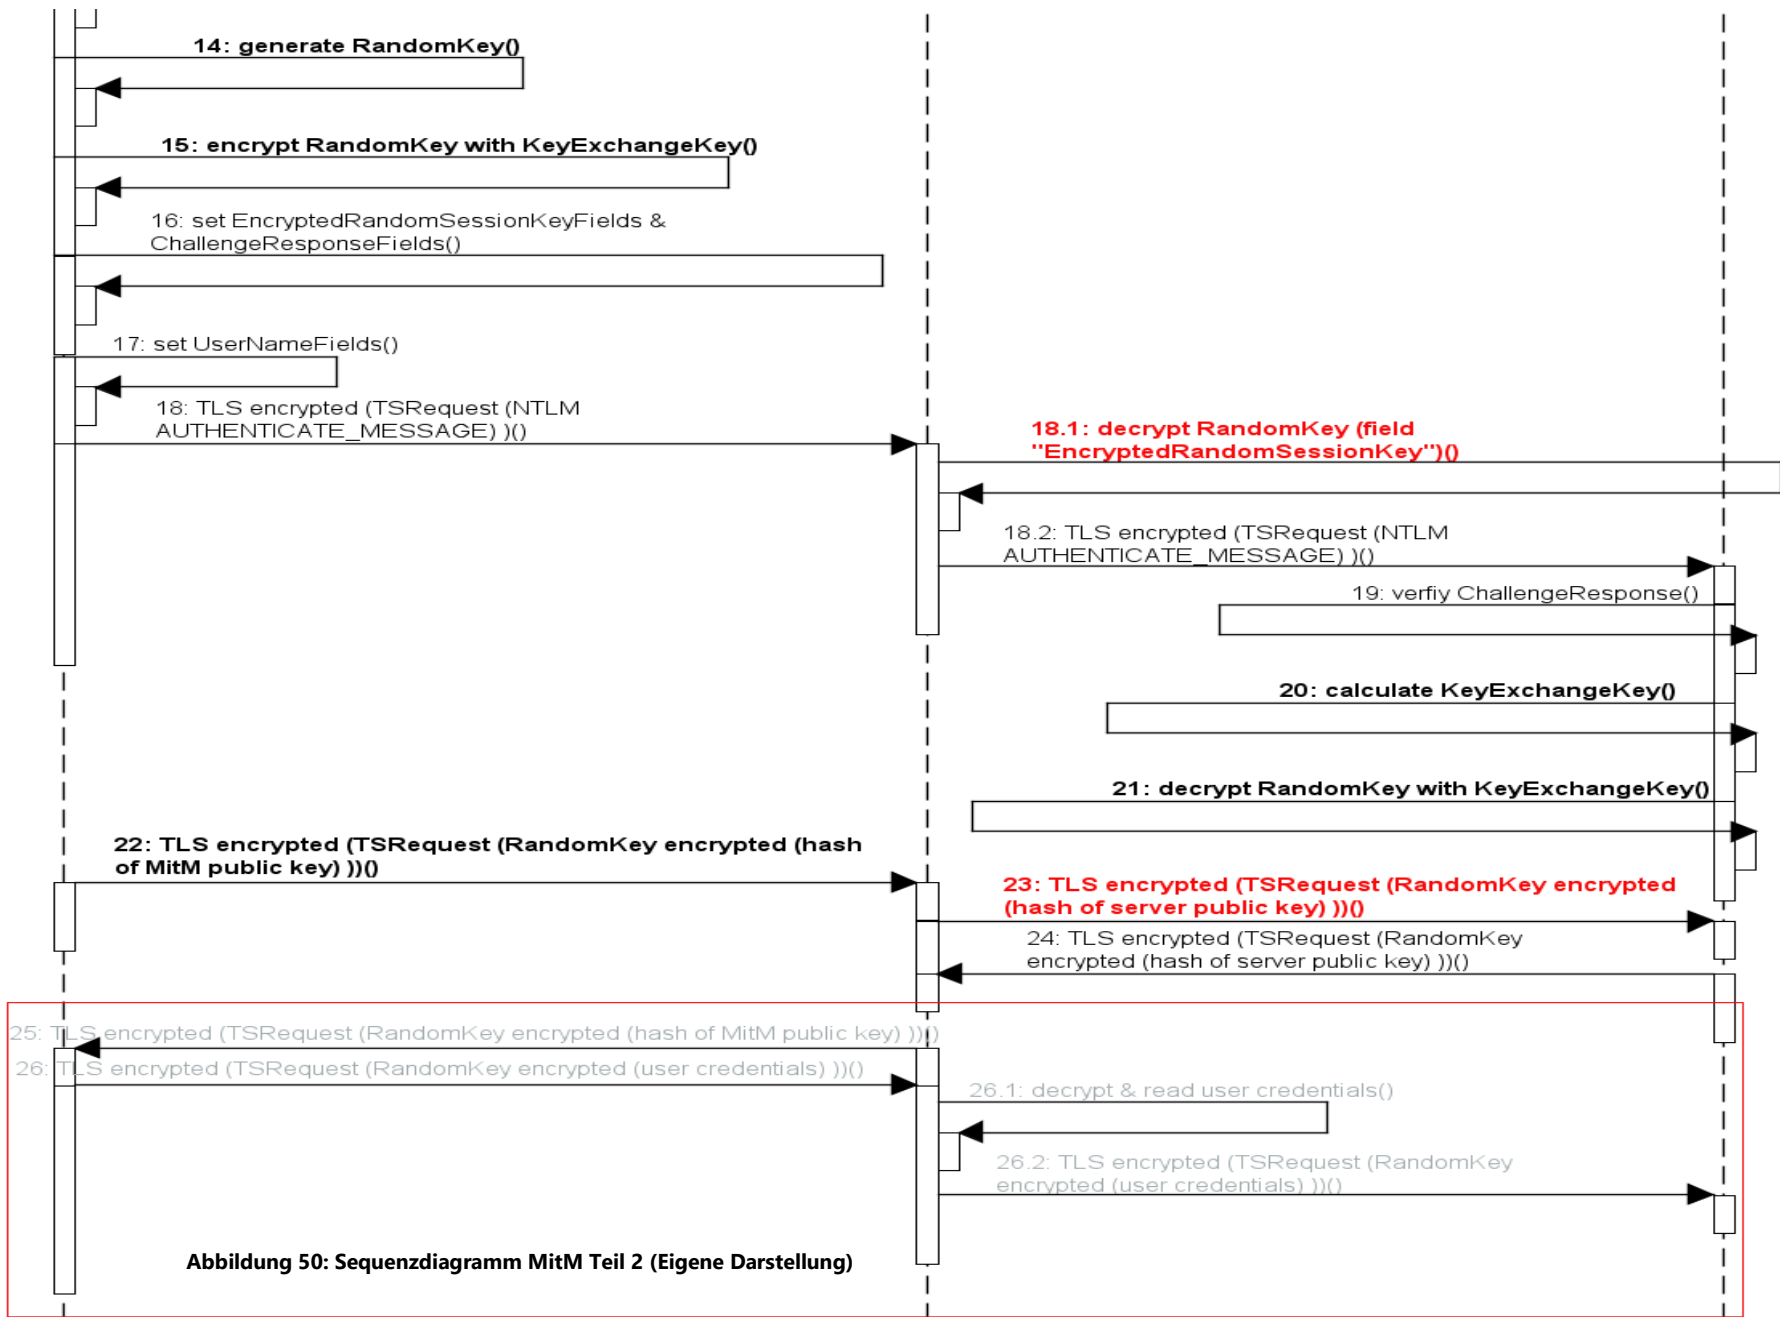 14: generate RandomKey()
15: encrypt RandomKey with KeyExchangeKey()
16: set EncryptedRandomSessionKeyFields &
ChallengeResponseFields()
17: set UserNameFields()
18: TLS encrypted (TSRequest (NTLM
AUTHENTICATE_MESSAGE) )()
18.1: decrypt RandomKey (field
"EncryptedRandomSessionKey")()
18.2: TLS encrypted (TSRequest (NTLM
AUTHENTICATE_MESSAGE) )()
19: verfiy ChallengeResponse()
20: calculate KeyExchangeKey()
21: decrypt RandomKey with KeyExchangeKey()
22: TLS encrypted (TSRequest (RandomKey encrypted (hash
of MitM public key) ))()
23: TLS encrypted (TSRequest (RandomKey encrypted
(hash of server public key) ))()
24: TLS encrypted (TSRequest (RandomKey
encrypted (hash of server public key) ))()
25: TLS encrypted (TSRequest (RandomKey encrypted (hash of MitM public key) ))()
26: TLS encrypted (TSRequest (RandomKey encrypted (user credentials) ))()
26.1: decrypt & read user credentials()
26.2: TLS encrypted (TSRequest (RandomKey
encrypted (user credentials) ))()
Abbildung 50: Sequenzdiagramm MitM Teil 2 (Eigene Darstellung)